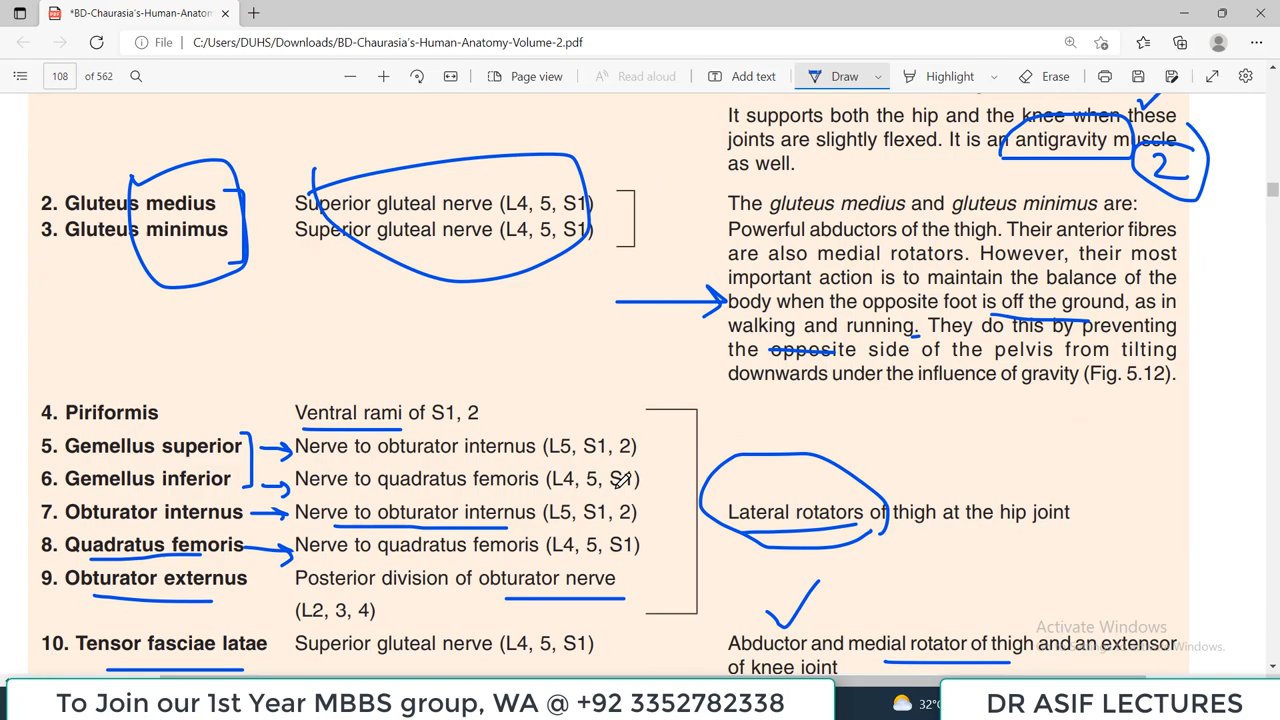 *BD-Chaurasia's-Human-Anatom
File
C:/Users/DUHS/Downloads/BD-Chaurasia's-Human-Anatomy-Volume-2.pdf
108 of 562
Page view
Read aloud
Add text
Draw
Highlight
Erase
It supports both the hip and the knee when these
joints are slightly flexed. It is an antigravity muscle
as well.
2
2. Gluteus medius Superior gluteal nerve (L4, 5, S1)
3. Gluteus minimus Superior gluteal nerve (L4, 5, S1)
The gluteus medius and gluteus minimus are:
Powerful abductors of the thigh. Their anterior fibres
are also medial rotators. However, their most
important action is to maintain the balance of the
body when the opposite foot is off the ground, as in
walking and running. They do this by preventing
the opposite side of the pelvis from tilting
downwards under the influence of gravity (Fig. 5.12).
4. Piriformis Ventral rami of S1, 2
5. Gemellus superior Nerve to obturator internus (L5, S1, 2)
6. Gemellus inferior Nerve to quadratus femoris (L4, 5, S1)
7. Obturator internus Nerve to obturator internus (L5, S1, 2)
Lateral rotators of thigh at the hip joint
8. Quadratus femoris Nerve to quadratus femoris (L4, 5, S1)
9. Obturator externus Posterior division of obturator nerve
(L2, 3, 4)
10. Tensor fasciae latae Superior gluteal nerve (L4, 5, S1)
Abductor and medial rotator of thigh and an extensor
of knee joint
Activate Windows
Go to Settings to activate Windows.
To Join our 1st Year MBBS group, WA @ +92 3352782338
32°
DR ASIF LECTURES